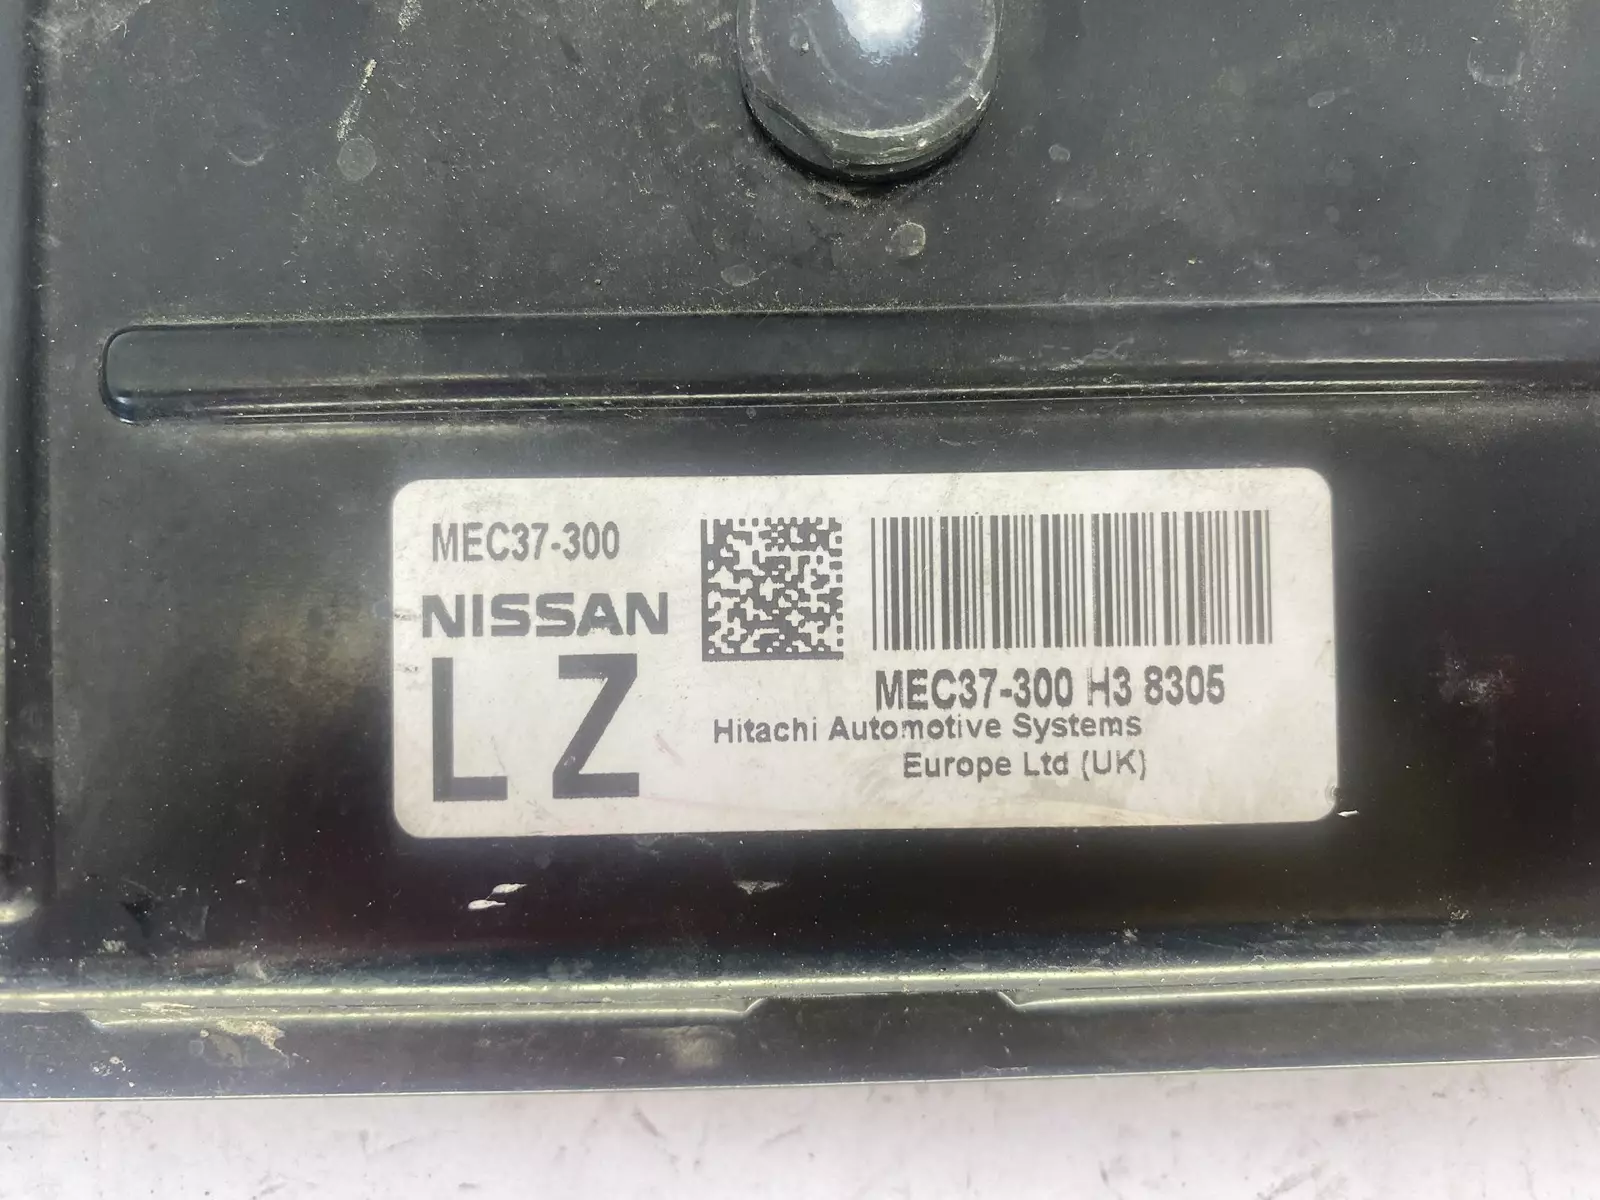 MEC37-300
NISSAN
LZ
MEC37-300 H3 8305
Hitachi Automotive Systems
Europe Ltd (UK)